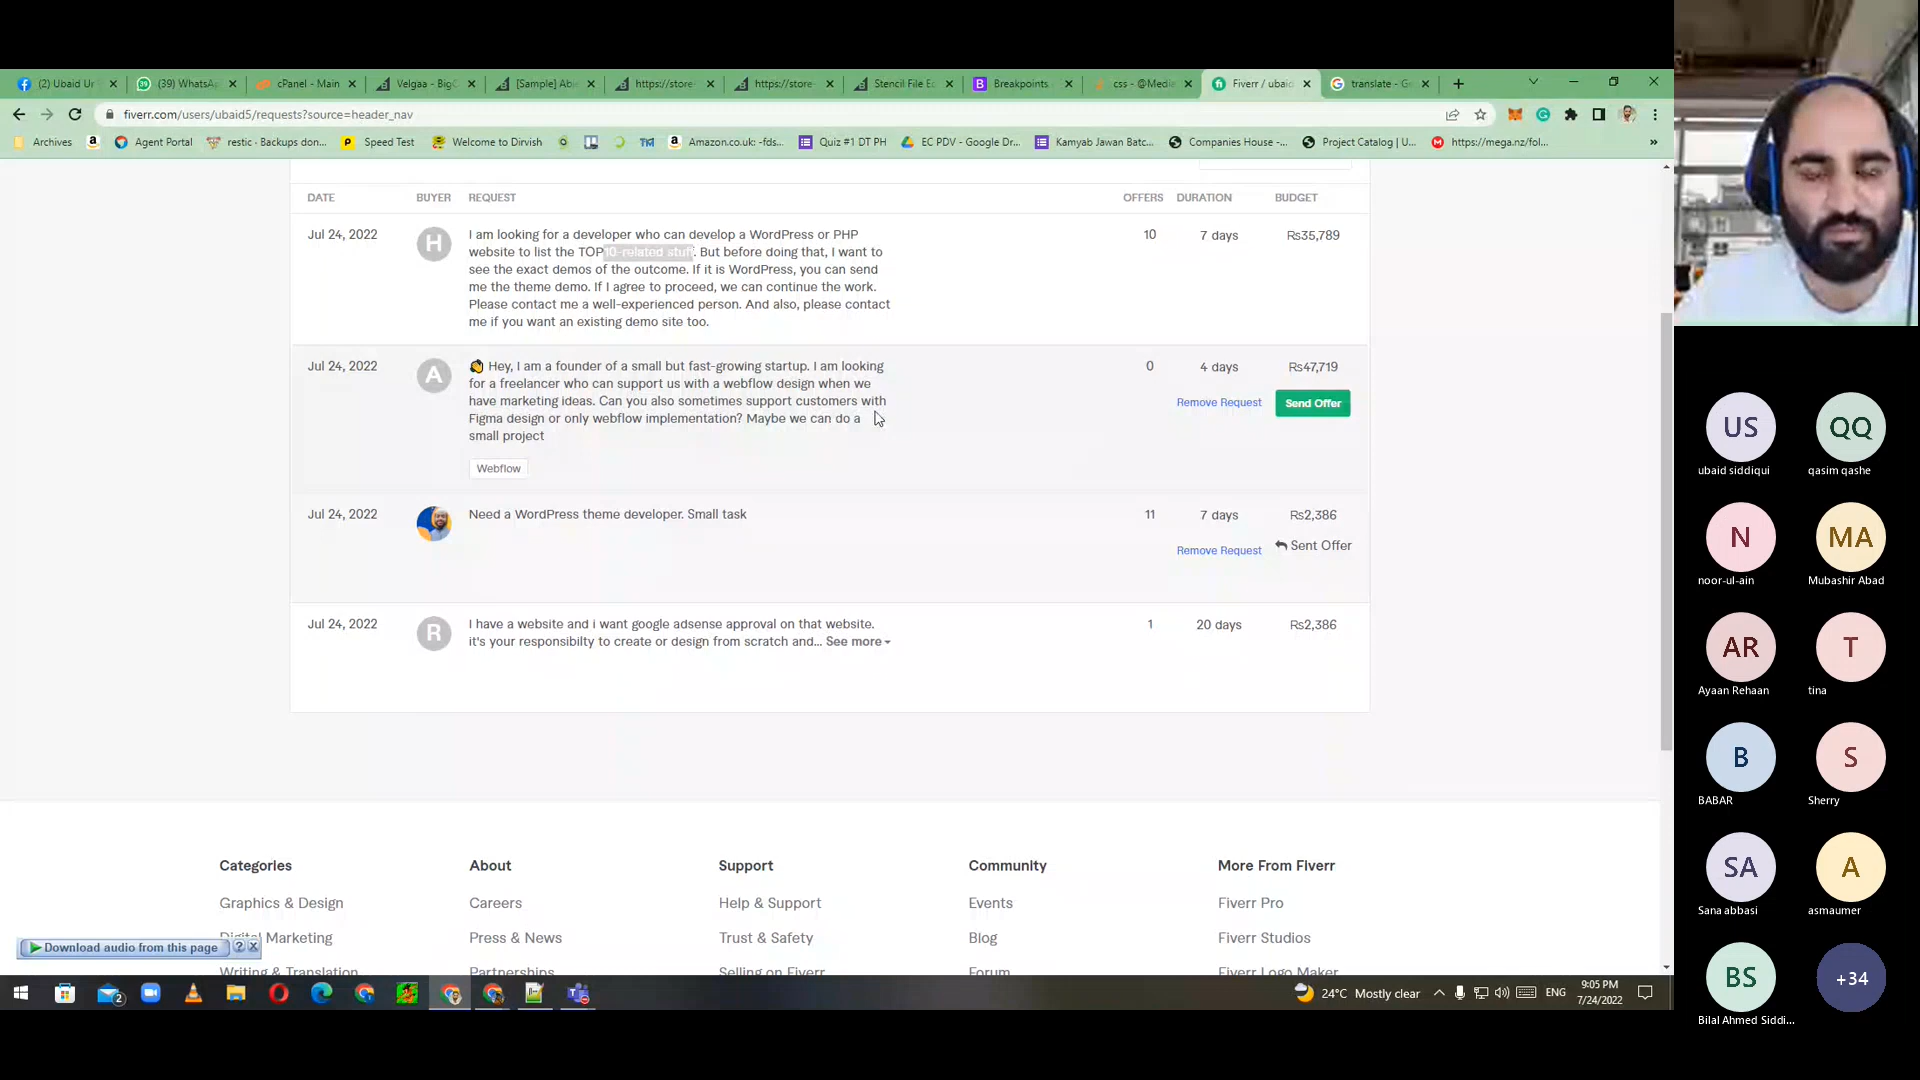 (2) Ubaid Ur
(39) WhatsA
cPanel - Main
Velgaa - Big
[Sample] Abi
https://store
https://store
Stencil File E
Breakpoints
css - @Medi
Fiverr / ubai
translate - G
fiverr.com/users/ubaid5/requests?source=header_nav
Archives
Agent Portal
restic · Backups don...
Speed Test
Welcome to Dirvish
Amazon.co.uk: -fds...
Quiz #1 DT PH
EC PDV - Google Dr...
Kamyab Jawan Batc...
Companies House -...
Project Catalog | U...
https://mega.nz/fol...
DATE BUYER REQUEST OFFERS DURATION BUDGET
Jul 24, 2022
H
I am looking for a developer who can develop a WordPress or PHP
website to list the TOP10-related stuff. But before doing that, I want to
see the exact demos of the outcome. If it is WordPress, you can send
me the theme demo. If I agree to proceed, we can continue the work.
Please contact me a well-experienced person. And also, please contact
me if you want an existing demo site too.
10 7 days Rs35,789
Jul 24, 2022
A
👏 Hey, I am a founder of a small but fast-growing startup. I am looking
for a freelancer who can support us with a webflow design when we
have marketing ideas. Can you also sometimes support customers with
Figma design or only webflow implementation? Maybe we can do a
small project
Webflow
0 4 days Rs47,719
Remove Request Send Offer
Jul 24, 2022
Need a WordPress theme developer. Small task
11 7 days Rs2,386
Remove Request Sent Offer
Jul 24, 2022
R
I have a website and i want google adsense approval on that website.
it's your responsibilty to create or design from scratch and... See more
1 20 days Rs2,386
Categories About Support Community More From Fiverr
Graphics & Design Careers Help & Support Events Fiverr Pro
Digital Marketing Press & News Trust & Safety Blog Fiverr Studios
Writing & Translation Partnerships Selling on Fiverr Forum Fiverr Logo Maker
Download audio from this page
24°C Mostly clear
ENG
9:05 PM
7/24/2022
US QQ
ubaid siddiqui qasim qashe
N MA
noor-ul-ain Mubashir Abad
AR T
Ayaan Rehaan tina
B S
BABAR Sherry
SA A
Sana abbasi asmaumer
BS +34
Bilal Ahmed Siddi...